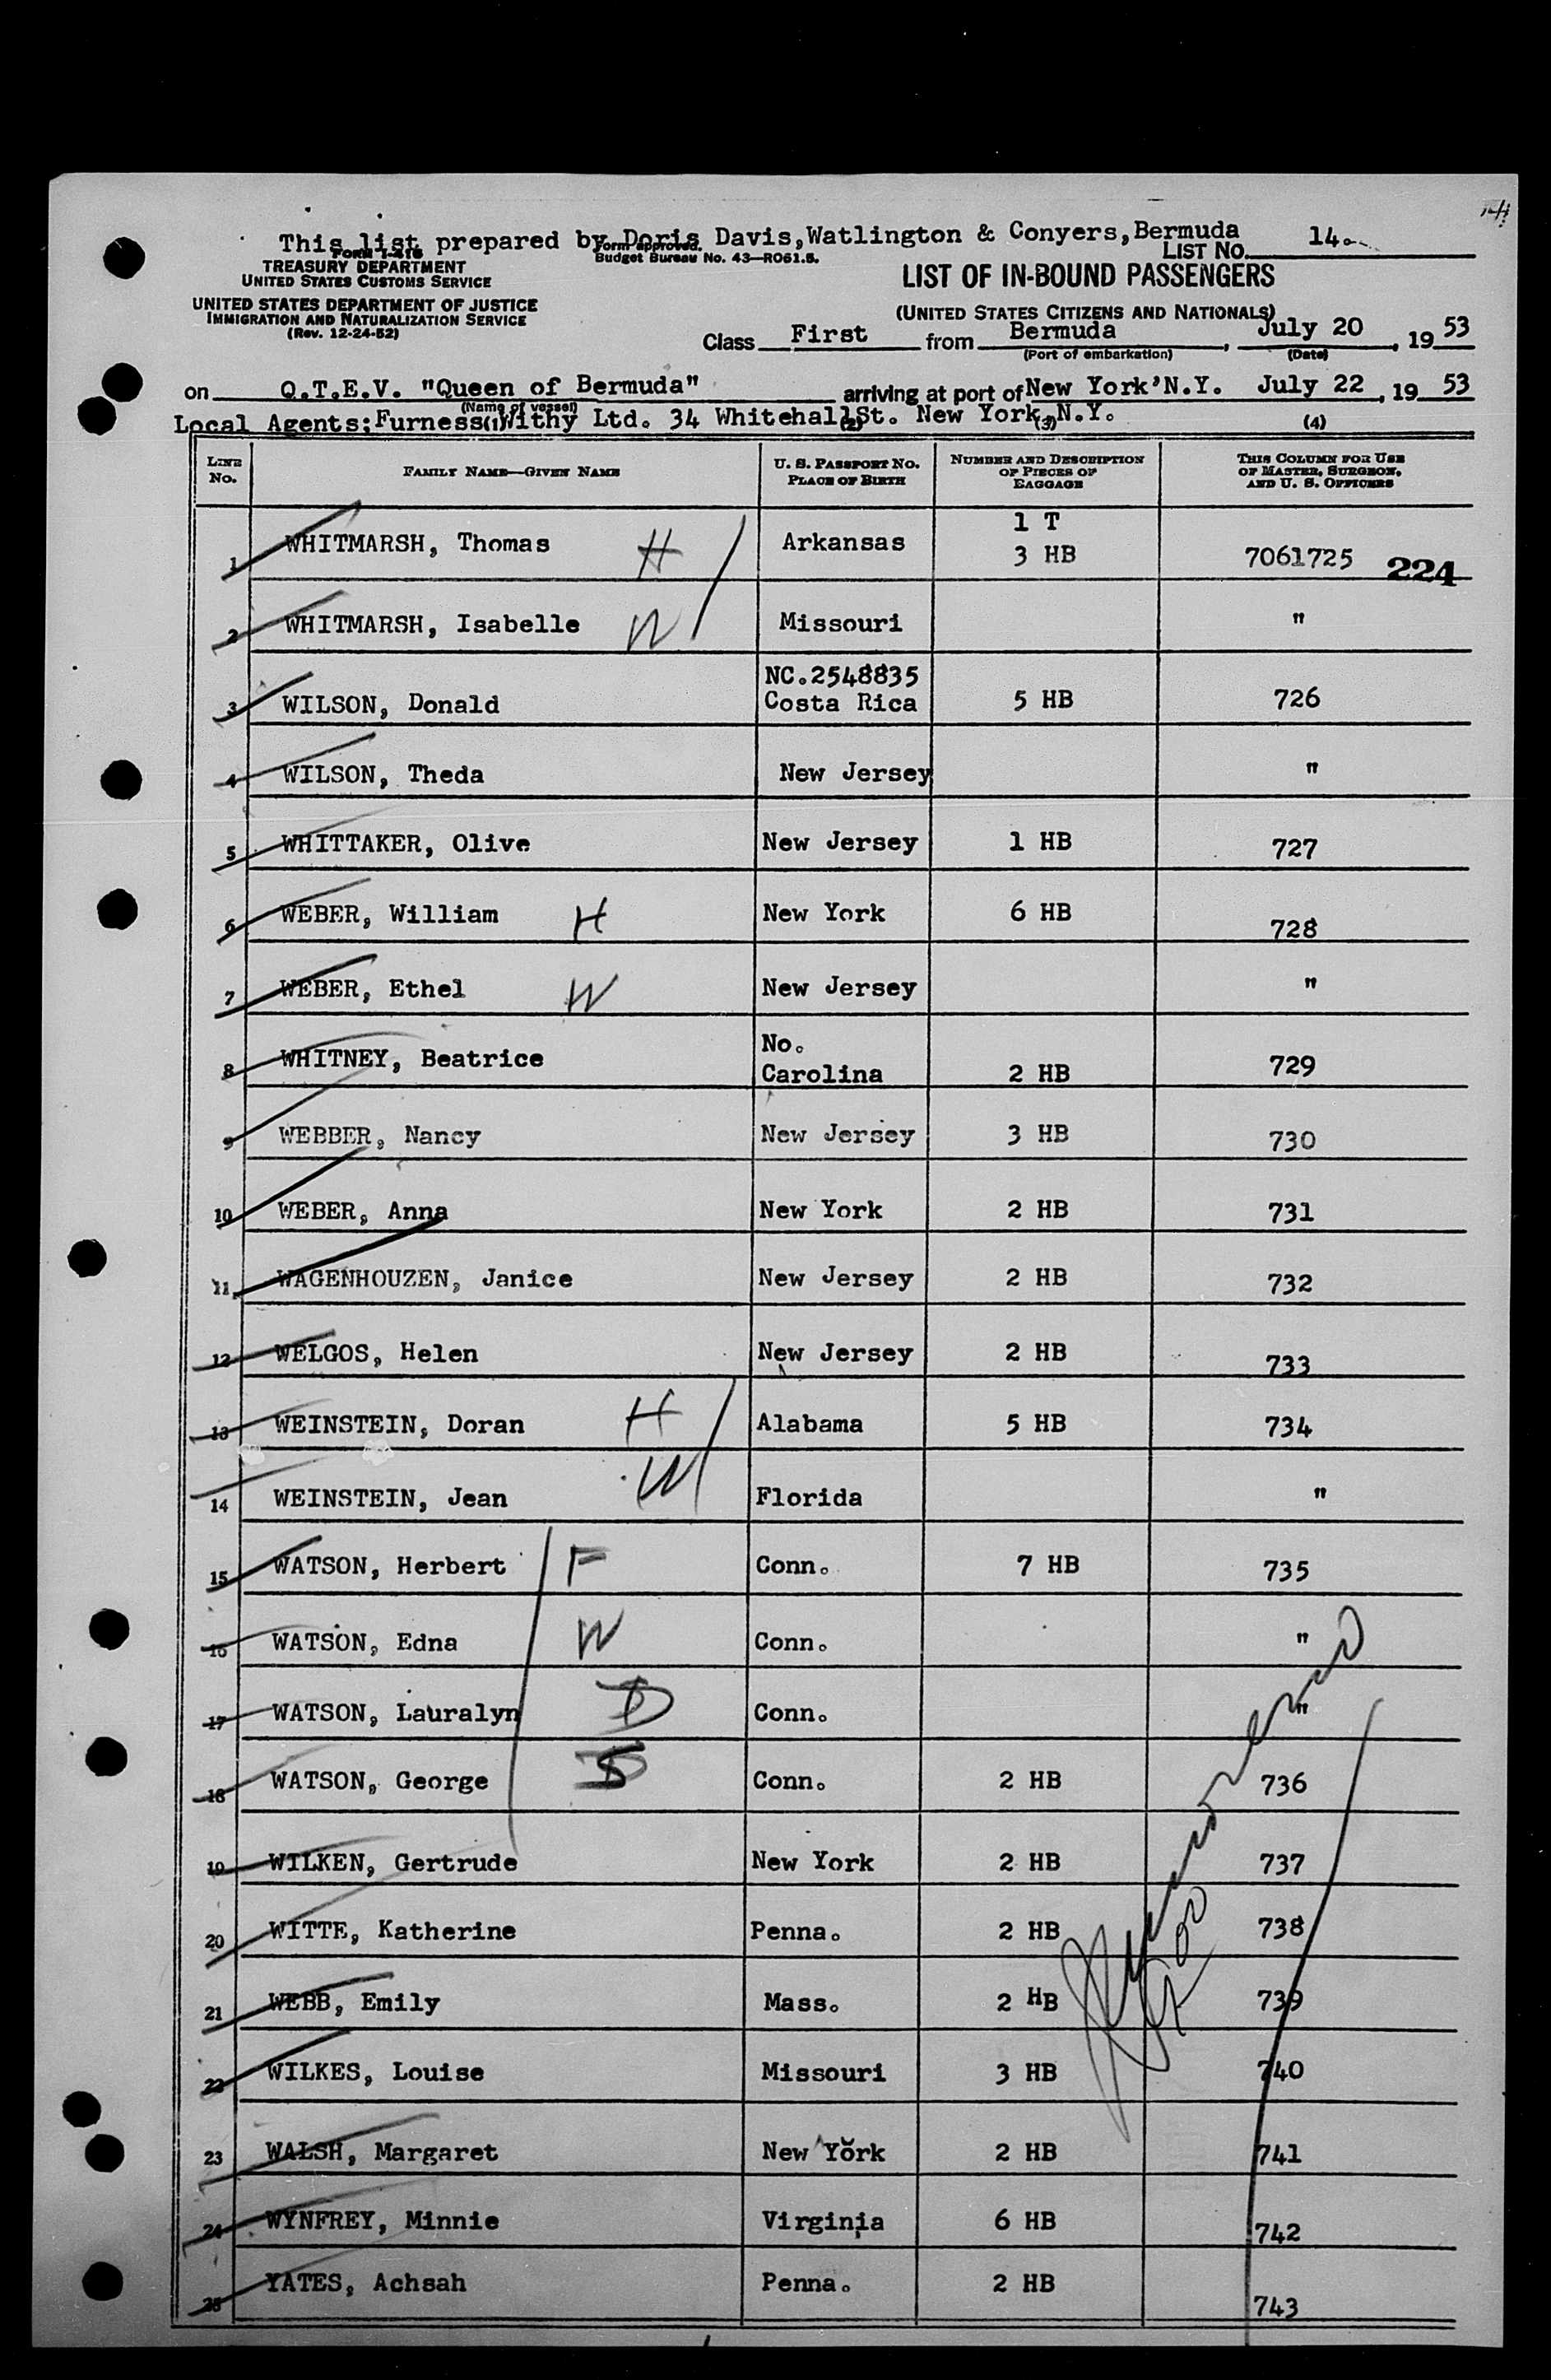 This list prepared by Doris Davis,Watlington & Conyers,Bermuda
Form I-416
Form approved.
Budget Bureau No. 43—RO61.5.
LIST NO. 14.
TREASURY DEPARTMENT
UNITED STATES CUSTOMS SERVICE
UNITED STATES DEPARTMENT OF JUSTICE
IMMIGRATION AND NATURALIZATION SERVICE
(Rev. 12-24-52)
LIST OF IN-BOUND PASSENGERS
(UNITED STATES CITIZENS AND NATIONALS)
Class First from Bermuda, July 20, 19 53
(Port of embarkation) (Date)
on Q.T.E.V. "Queen of Bermuda" arriving at port of New York'N.Y. July 22, 19 53
(Name of vessel)
Local Agents:Furness Withy Ltd. 34 Whitehall St. New York,N.Y.
(1) (2) (3) (4)
LINE No. FAMILY NAME—GIVEN NAME U. S. PASSPORT NO. PLACE OF BIRTH NUMBER AND DESCRIPTION OF PIECES OF BAGGAGE THIS COLUMN FOR USE OF MASTER, SURGEON, AND U. S. OFFICERS
1 WHITMARSH, Thomas H Arkansas 1 T 3 HB 7061725 224
2 WHITMARSH, Isabelle W Missouri "
3 WILSON, Donald NC.2548835 Costa Rica 5 HB 726
4 WILSON, Theda New Jersey "
5 WHITTAKER, Olive New Jersey 1 HB 727
6 WEBER, William H New York 6 HB 728
7 WEBER, Ethel W New Jersey "
8 WHITNEY, Beatrice No. Carolina 2 HB 729
9 WEBBER, Nancy New Jersey 3 HB 730
10 WEBER, Anna New York 2 HB 731
11 WAGENHOUZEN, Janice New Jersey 2 HB 732
12 WELGOS, Helen New Jersey 2 HB 733
13 WEINSTEIN, Doran H Alabama 5 HB 734
14 WEINSTEIN, Jean W Florida "
15 WATSON, Herbert F Conn. 7 HB 735
16 WATSON, Edna W Conn. "
17 WATSON, Lauralyn D Conn. "
18 WATSON, George S Conn. 2 HB 736
19 WILKEN, Gertrude New York 2 HB 737
20 WITTE, Katherine Penna. 2 HB 738
21 WEBB, Emily Mass. 2 HB 739
22 WILKES, Louise Missouri 3 HB 740
23 WALSH, Margaret New York 2 HB 741
24 WYNFREY, Minnie Virginia 6 HB 742
25 YATES, Achsah Penna. 2 HB 743